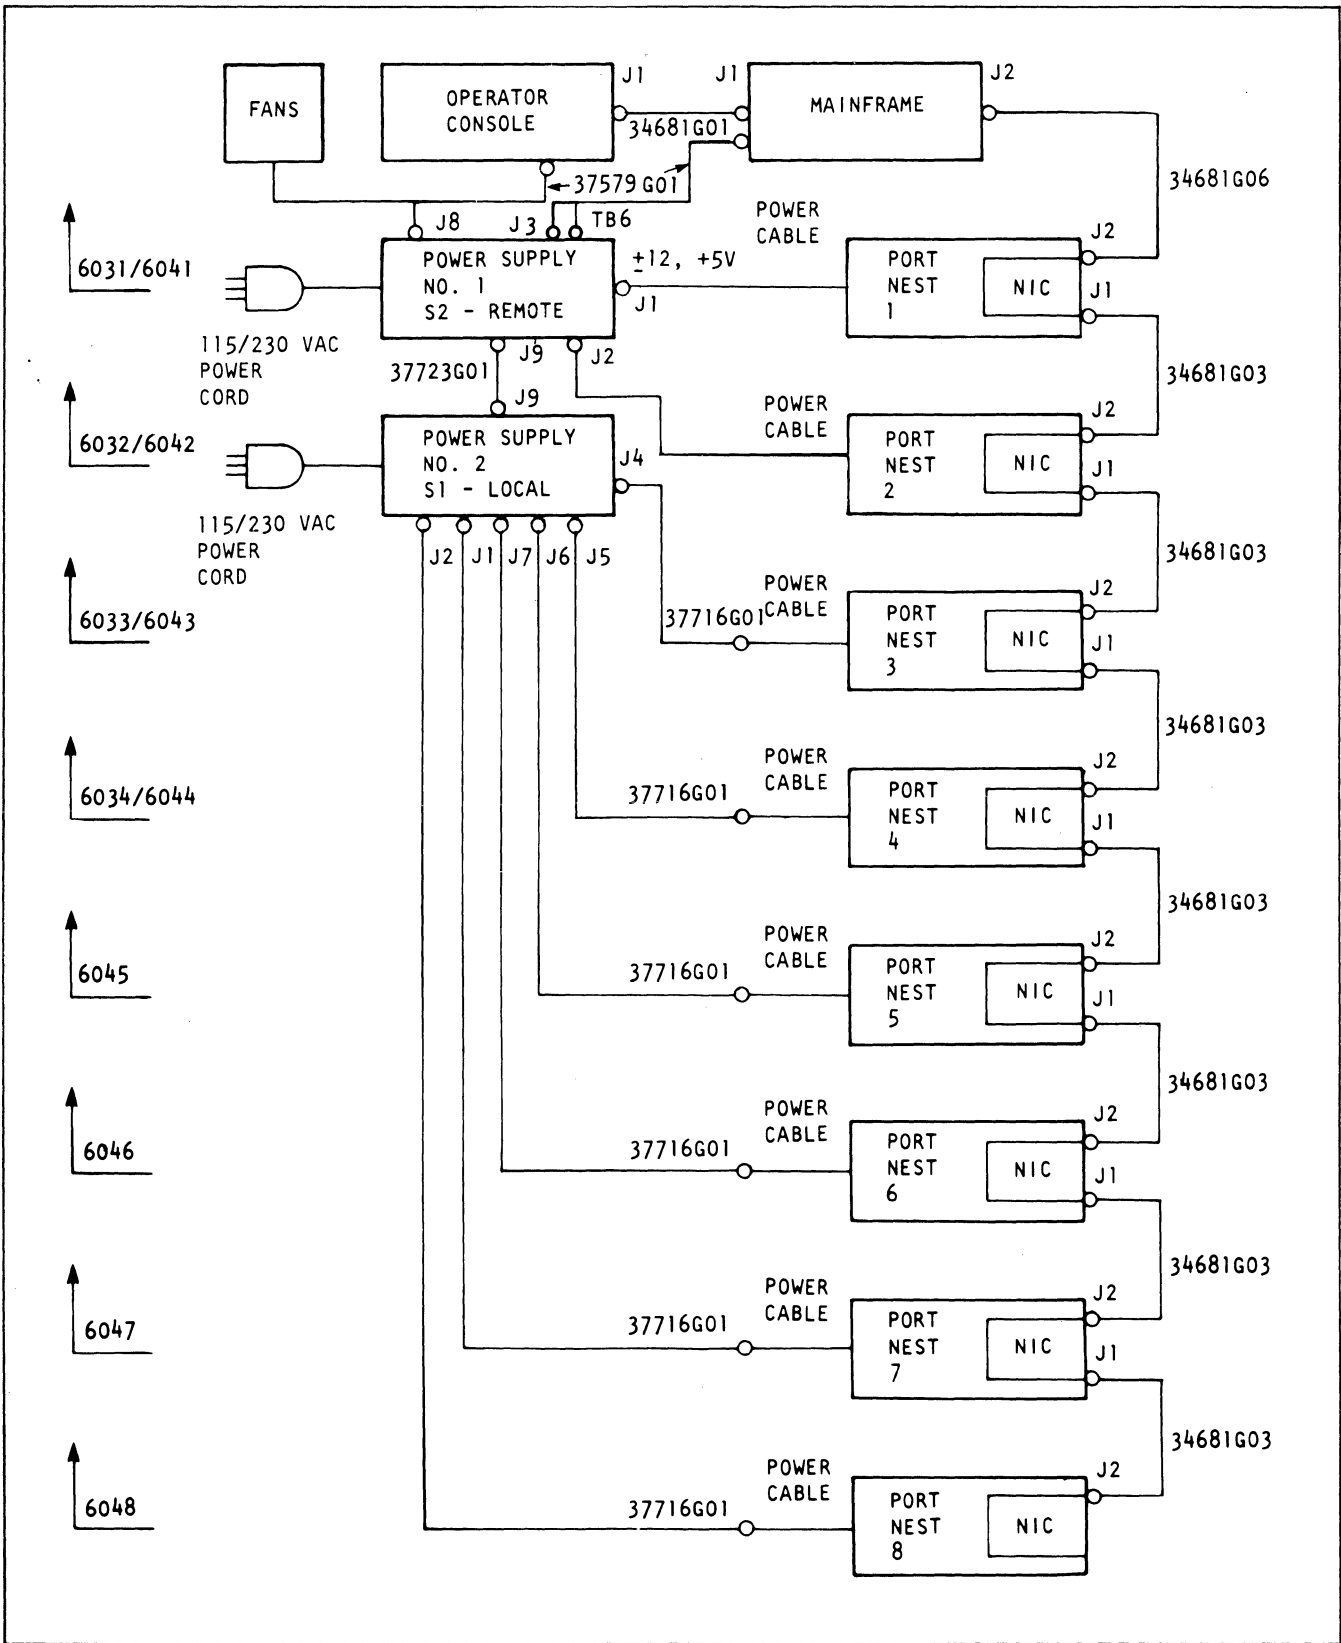 FANS
OPERATOR
CONSOLE
J1
J1
MAINFRAME
J2
34681G01
37579G01
34681G06
J8
J3
TB6
POWER
CABLE
6031/6041
POWER SUPPLY
NO. 1
S2 - REMOTE
±12, +5V
J1
PORT
NEST
1
NIC
J2
J1
115/230 VAC
POWER
CORD
J9
J2
37723G01
34681G03
J9
6032/6042
POWER SUPPLY
NO. 2
S1 - LOCAL
J4
POWER
CABLE
PORT
NEST
2
NIC
J2
J1
115/230 VAC
POWER
CORD
J2
J1
J7
J6
J5
34681G03
6033/6043
POWER
CABLE
37716G01
PORT
NEST
3
NIC
J2
J1
34681G03
6034/6044
POWER
CABLE
37716G01
PORT
NEST
4
NIC
J2
J1
34681G03
6045
POWER
CABLE
37716G01
PORT
NEST
5
NIC
J2
J1
34681G03
6046
POWER
CABLE
37716G01
PORT
NEST
6
NIC
J2
J1
34681G03
6047
POWER
CABLE
37716G01
PORT
NEST
7
NIC
J2
J1
34681G03
6048
POWER
CABLE
37716G01
PORT
NEST
8
NIC
J2